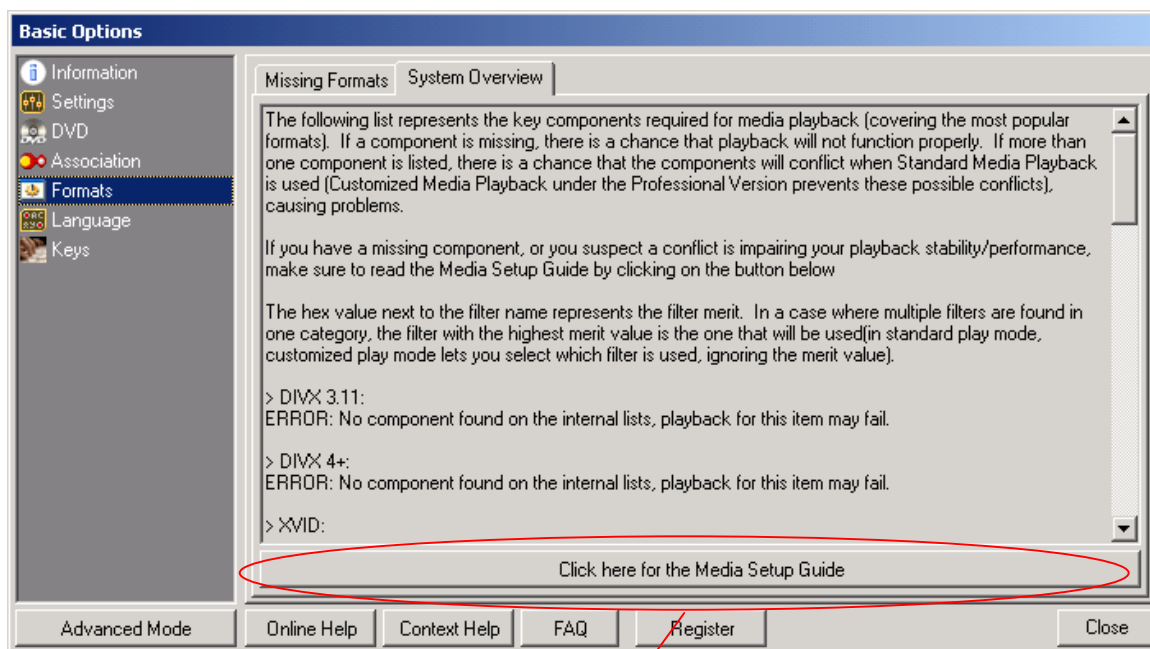 Basic Options
Information
Settings
DVD
Association
Formats
Language
Keys
Missing Formats
System Overview
The following list represents the key components required for media playback (covering the most popular
formats). If a component is missing, there is a chance that playback will not function properly. If more than
one component is listed, there is a chance that the components will conflict when Standard Media Playback
is used (Customized Media Playback under the Professional Version prevents these possible conflicts),
causing problems.
If you have a missing component, or you suspect a conflict is impairing your playback stability/performance,
make sure to read the Media Setup Guide by clicking on the button below
The hex value next to the filter name represents the filter merit. In a case where multiple filters are found in
one category, the filter with the highest merit value is the one that will be used(in standard play mode,
customized play mode lets you select which filter is used, ignoring the merit value).
> DIVX 3.11:
ERROR: No component found on the internal lists, playback for this item may fail.
> DIVX 4+:
ERROR: No component found on the internal lists, playback for this item may fail.
> XVID:
Click here for the Media Setup Guide
Advanced Mode
Online Help
Context Help
FAQ
Register
Close